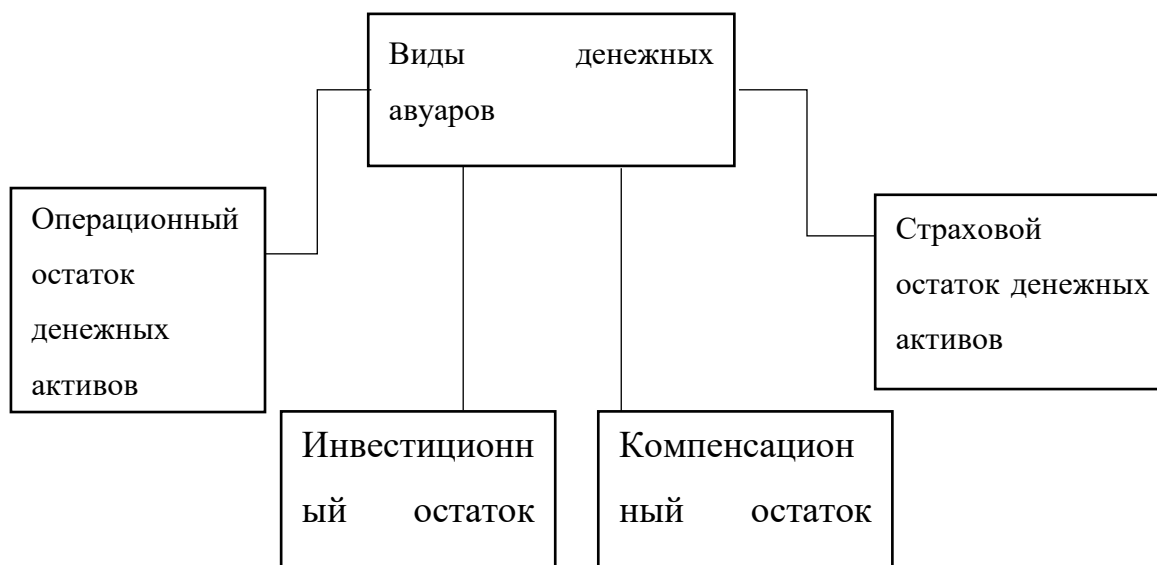 Виды денежных
авуаров
Операционный
остаток
денежных
активов
Страховой
остаток денежных
активов
Инвестиционн
ый остаток
Компенсацион
ный остаток